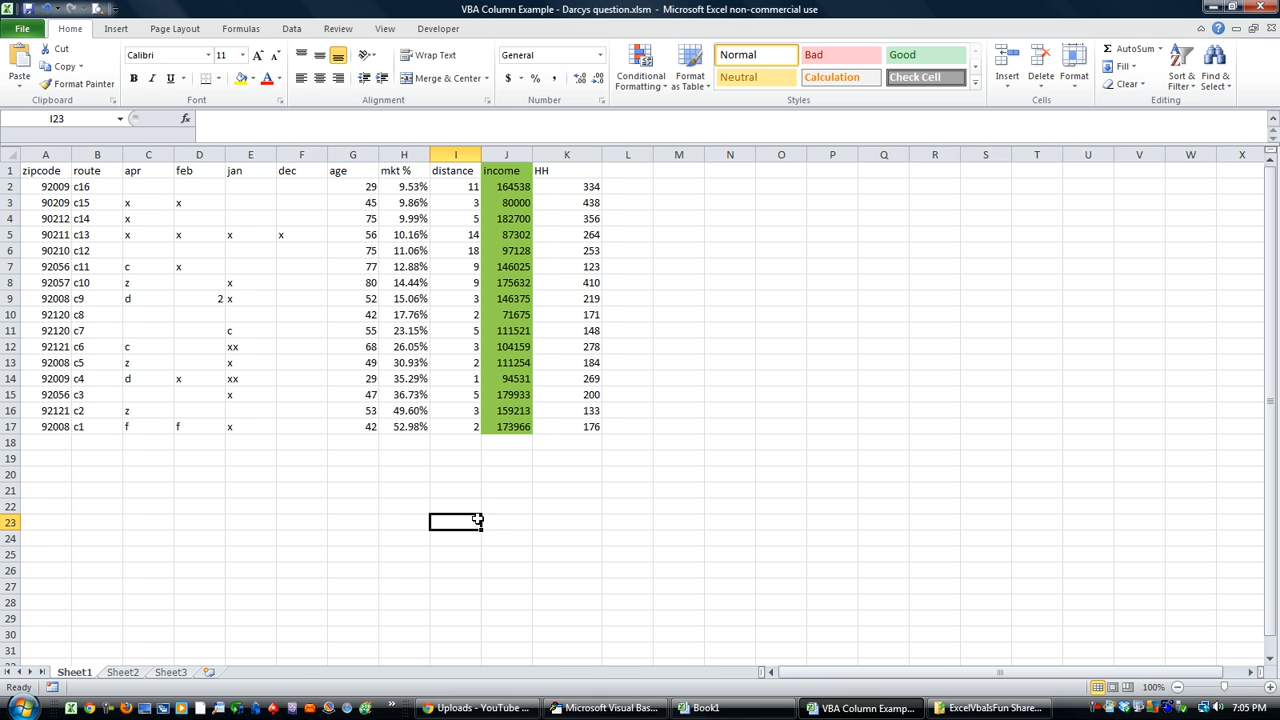 VBA Column Example - Darcys question.xlsm - Microsoft Excel non-commercial use
File Home Insert Page Layout Formulas Data Review View Developer
Cut Calibri 11 Wrap Text General Normal Bad Good AutoSum
Copy Paste Conditional Format Insert Delete Format Fill Sort & Find &
Format Painter B I U Merge & Center $ % , Formatting as Table Neutral Calculation Check Cell Clear Filter Select
Clipboard Font Alignment Number Styles Cells Editing
I23 fx
A B C D E F G H I J K L M N O P Q R S T U V W X
1 zipcode route apr feb jan dec age mkt % distance income HH
2 92009 c16 29 9.53% 11 164538 334
3 90209 c15 x x 45 9.86% 3 80000 438
4 90212 c14 x 75 9.99% 5 182700 356
5 90211 c13 x x x x 56 10.16% 14 87302 264
6 90210 c12 75 11.06% 18 97128 253
7 92056 c11 c x 77 12.88% 9 146025 123
8 92057 c10 z x 80 14.44% 9 175632 410
9 92008 c9 d 2 x 52 15.06% 3 146375 219
10 92120 c8 42 17.76% 2 71675 171
11 92120 c7 c 55 23.15% 5 111521 148
12 92121 c6 c xx 68 26.05% 3 104159 278
13 92008 c5 z x 49 30.93% 2 111254 184
14 92009 c4 d x xx 29 35.29% 1 94531 269
15 92056 c3 x 47 36.73% 5 179933 200
16 92121 c2 z 53 49.60% 3 159213 133
17 92008 c1 f f x 42 52.98% 2 173966 176
18
19
20
21
22
23
24
25
26
27
28
29
30
31
Sheet1 Sheet2 Sheet3
Ready 100%
Uploads - YouTube ... Microsoft Visual Bas... Book1 VBA Column Exampl... ExcelVbaIsFun Share... 7:05 PM